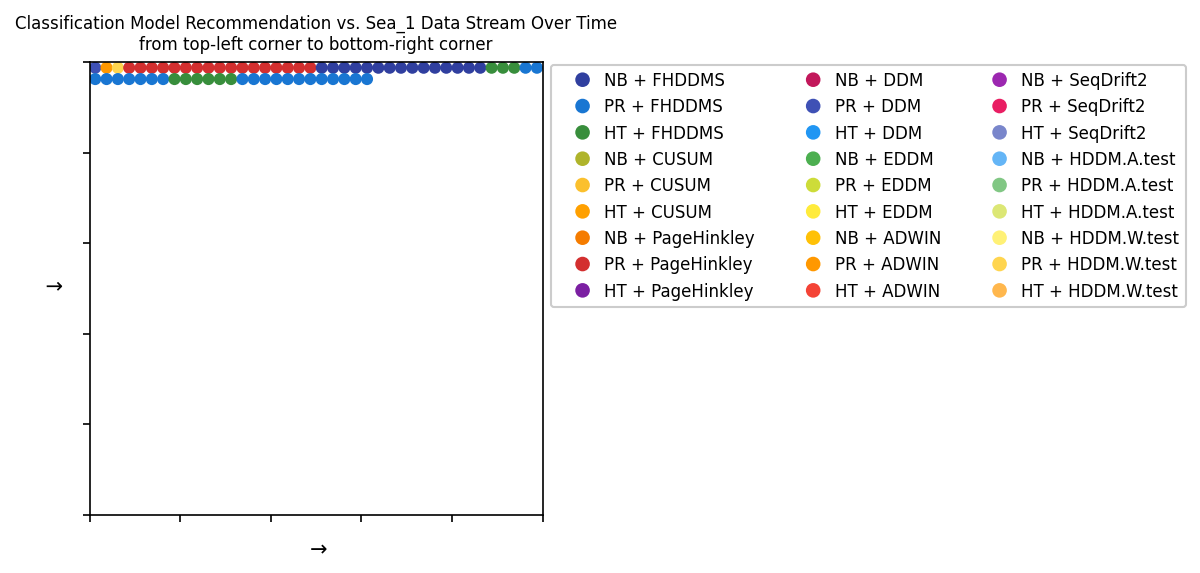 Classification Model Recommendation vs. Sea_1 Data Stream Over Time
from top-left corner to bottom-right corner
NB + FHDDMS
PR + FHDDMS
HT + FHDDMS
NB + CUSUM
PR + CUSUM
HT + CUSUM
NB + PageHinkley
PR + PageHinkley
HT + PageHinkley
NB + DDM
PR + DDM
HT + DDM
NB + EDDM
PR + EDDM
HT + EDDM
NB + ADWIN
PR + ADWIN
HT + ADWIN
NB + SeqDrift2
PR + SeqDrift2
HT + SeqDrift2
NB + HDDM.A.test
PR + HDDM.A.test
HT + HDDM.A.test
NB + HDDM.W.test
PR + HDDM.W.test
HT + HDDM.W.test
→
→